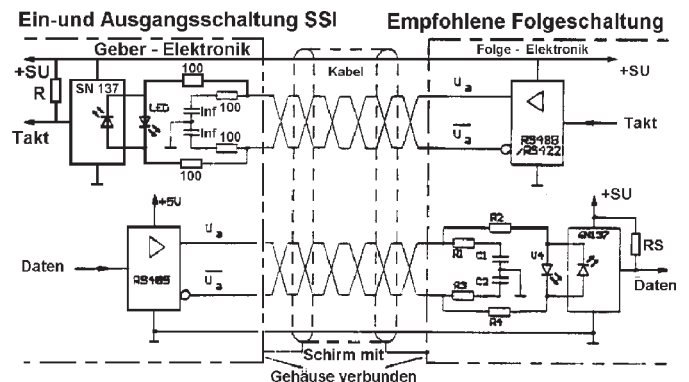 Ein-und Ausgangsschaltung SSI
Empfohlene Folgeschaltung
Geber - Elektronik
Folge - Elektronik
+SU
100
Kabel
+SU
R
SN 137
LED
1nf
100
U a
Takt
1nf
100
U a
RS485
/RS422
Takt
100
+SU
+5V
U a
R2
6N137
RS
R1
C1
U4
Daten
RS485
U a
C2
R3
Daten
R4
Schirm mit
Gehäuse verbunden